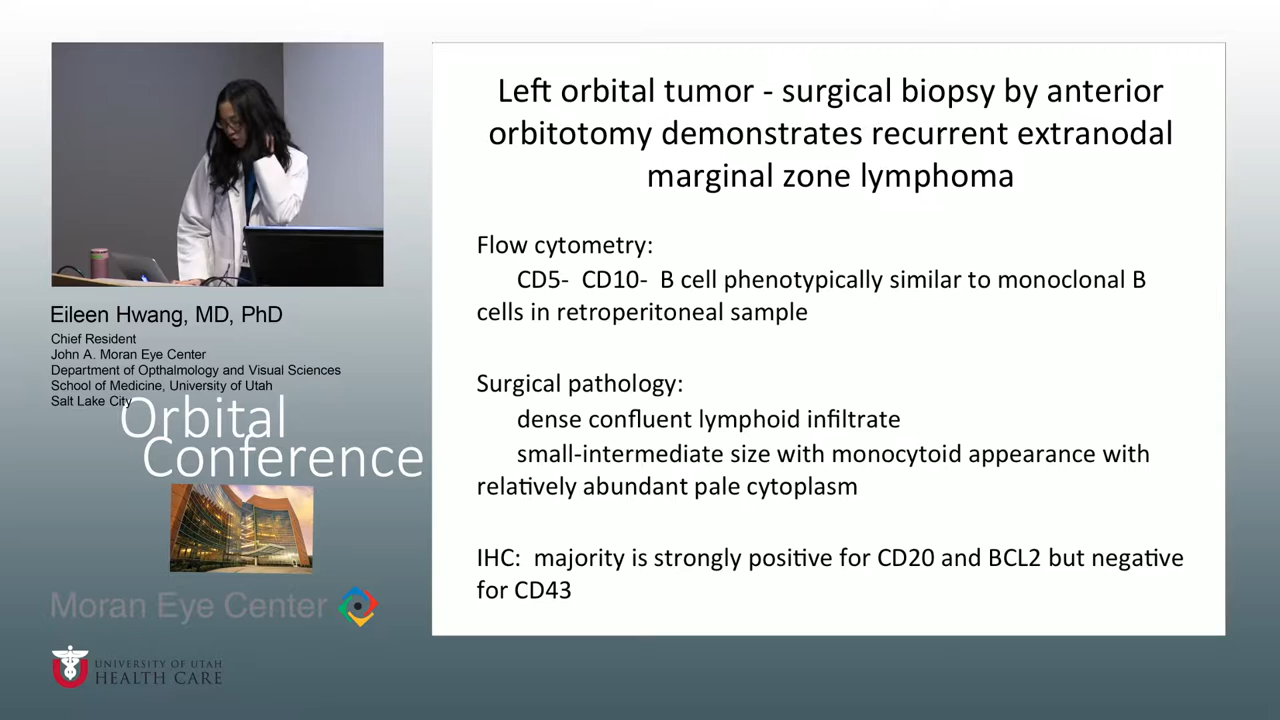 Left orbital tumor - surgical biopsy by anterior
orbitotomy demonstrates recurrent extranodal
marginal zone lymphoma
Flow cytometry:
CD5- CD10- B cell phenotypically similar to monoclonal B
cells in retroperitoneal sample
Surgical pathology:
dense confluent lymphoid infiltrate
small-intermediate size with monocytoid appearance with
relatively abundant pale cytoplasm
IHC: majority is strongly positive for CD20 and BCL2 but negative
for CD43
Eileen Hwang, MD, PhD
Chief Resident
John A. Moran Eye Center
Department of Opthalmology and Visual Sciences
School of Medicine, University of Utah
Salt Lake City
Orbital
Conference
Moran Eye Center
UNIVERSITY OF UTAH
HEALTH CARE